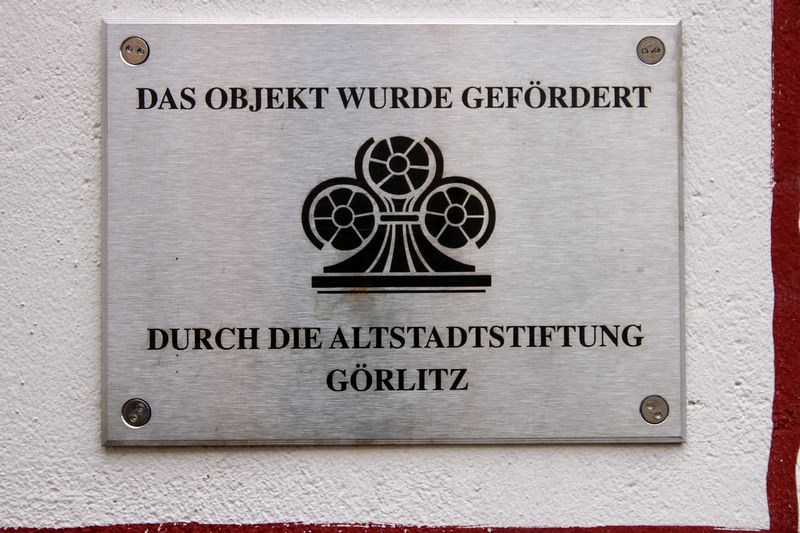 DAS OBJEKT WURDE GEFÖRDERT
DURCH DIE ALTSTADTSTIFTUNG
GÖRLITZ